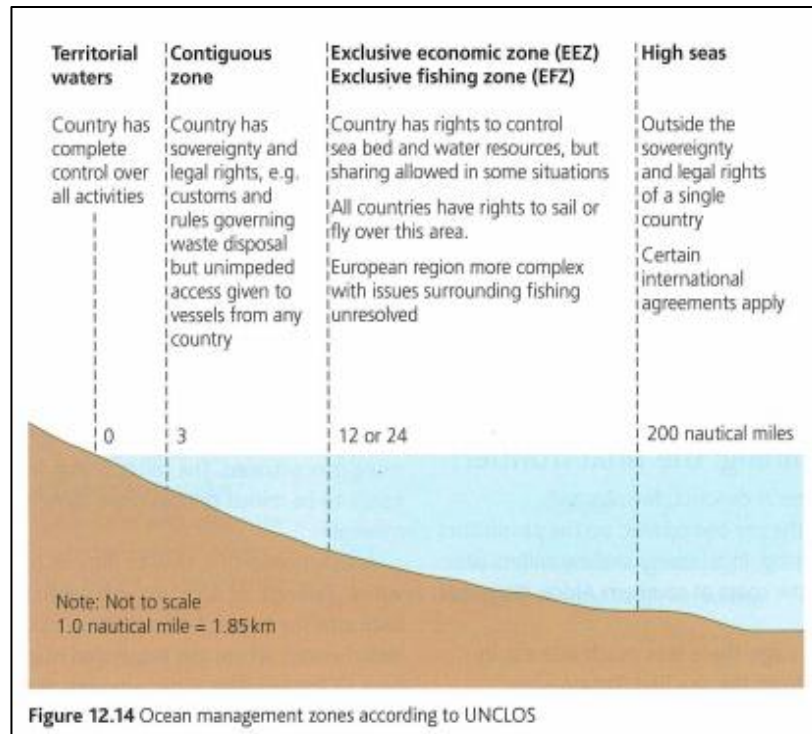 Territorial
waters
Country has
complete
control over
all activities
Contiguous
zone
Country has
sovereignty and
legal rights, e.g.
customs and
rules governing
waste disposal
but unimpeded
access given to
vessels from any
country
Exclusive economic zone (EEZ)
Exclusive fishing zone (EFZ)
Country has rights to control
sea bed and water resources, but
sharing allowed in some situations
All countries have rights to sail or
fly over this area.
European region more complex
with issues surrounding fishing
unresolved
High seas
Outside the
sovereignty
and legal rights
of a single
country
Certain
international
agreements apply
0
3
12 or 24
200 nautical miles
Note: Not to scale
1.0 nautical mile = 1.85 km
Figure 12.14 Ocean management zones according to UNCLOS